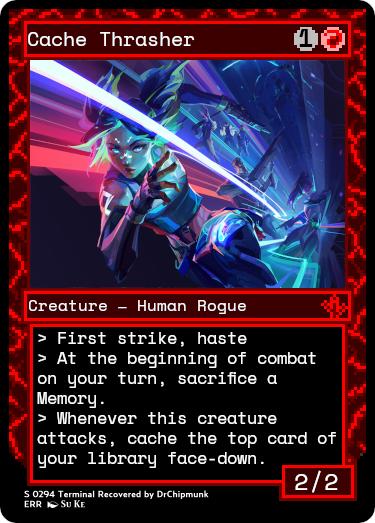 Cache Thrasher 1
Creature — Human Rogue
> First strike, haste
> At the beginning of combat
on your turn, sacrifice a
Memory.
> Whenever this creature
attacks, cache the top card of
your library face-down.
2/2
S 0294 Terminal Recovered by DrChipmunk
ERR Su Ke